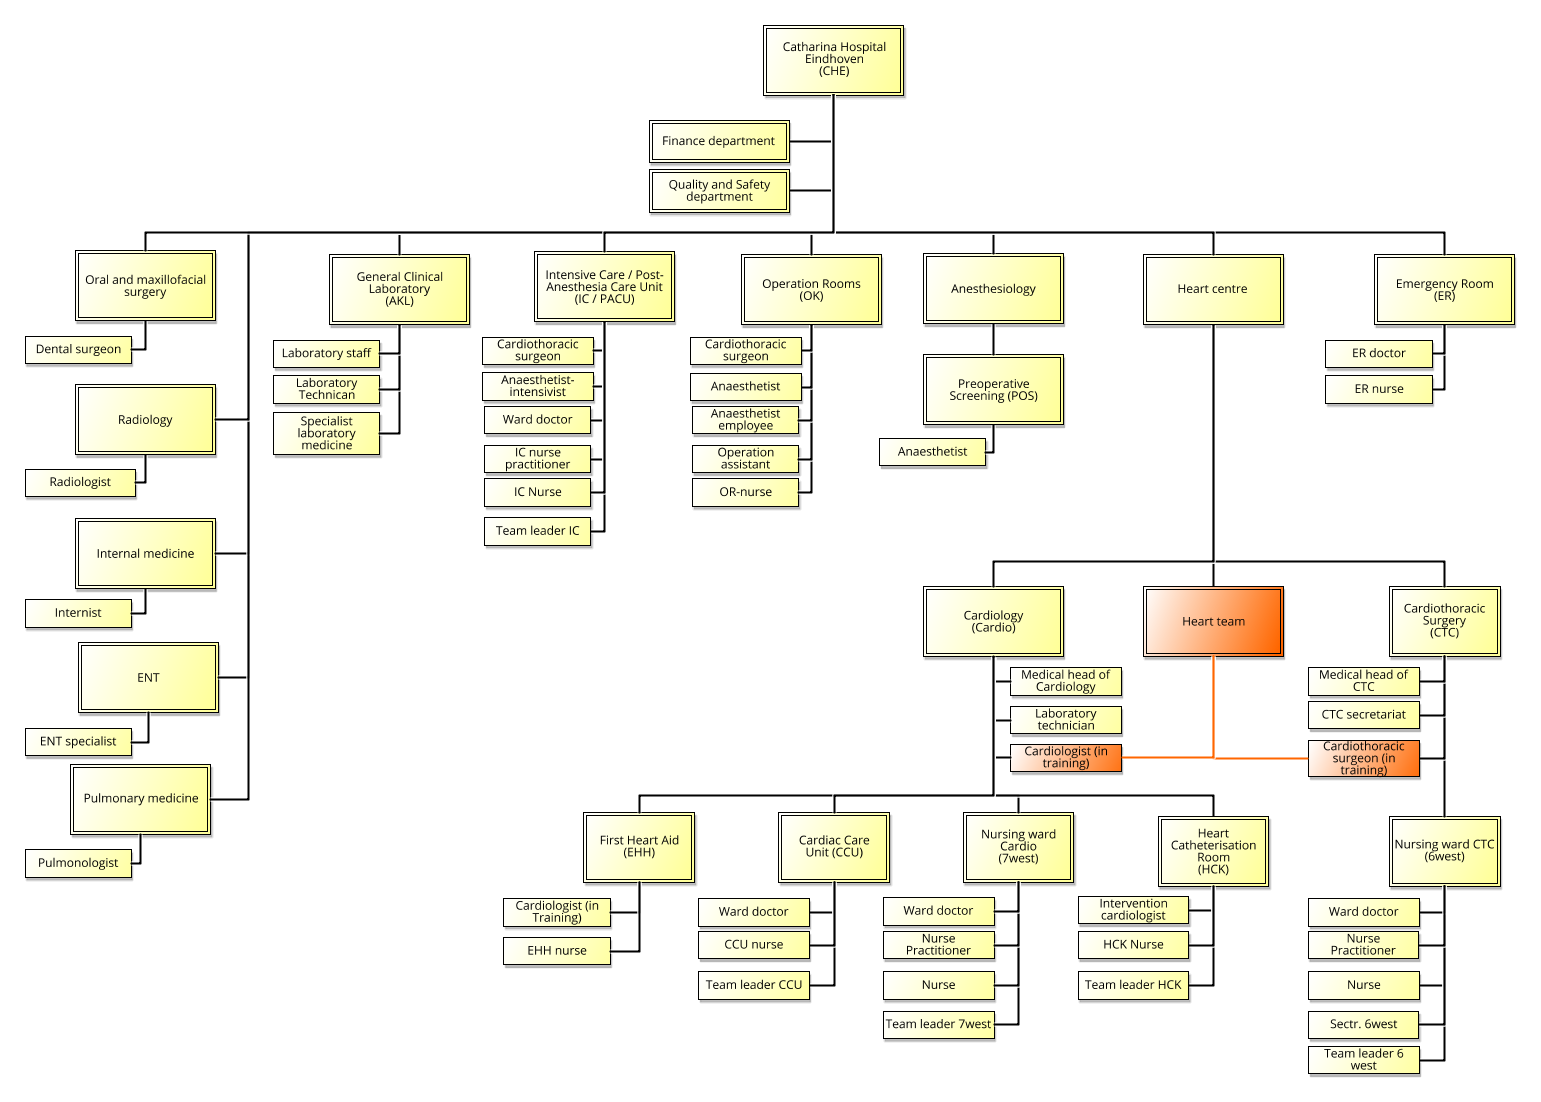 Catharina Hospital
Eindhoven
(CHE)
Finance department
Quality and Safety
department
Oral and maxillofacial
surgery
Dental surgeon
Radiology
Radiologist
Internal medicine
Internist
ENT
ENT specialist
Pulmonary medicine
Pulmonologist
General Clinical
Laboratory
(AKL)
Laboratory staff
Laboratory
Technican
Specialist
laboratory
medicine
Intensive Care / Post-
Anesthesia Care Unit
(IC / PACU)
Cardiothoracic
surgeon
Anaesthetist-
intensivist
Ward doctor
IC nurse
practitioner
IC Nurse
Team leader IC
Operation Rooms
(OK)
Cardiothoracic
surgeon
Anaesthetist
Anaesthetist
employee
Operation
assistant
OR-nurse
Anesthesiology
Preoperative
Screening (POS)
Anaesthetist
Heart centre
Emergency Room
(ER)
ER doctor
ER nurse
Cardiology
(Cardio)
Medical head of
Cardiology
Laboratory
technician
Cardiologist (in
training)
Heart team
Cardiothoracic
Surgery
(CTC)
Medical head of
CTC
CTC secretariat
Cardiothoracic
surgeon (in
training)
First Heart Aid
(EHH)
Cardiologist (in
Training)
EHH nurse
Cardiac Care
Unit (CCU)
Ward doctor
CCU nurse
Team leader CCU
Nursing ward
Cardio
(7west)
Ward doctor
Nurse
Practitioner
Nurse
Team leader 7west
Heart
Catheterisation
Room
(HCK)
Intervention
cardiologist
HCK Nurse
Team leader HCK
Nursing ward CTC
(6west)
Ward doctor
Nurse
Practitioner
Nurse
Sectr. 6west
Team leader 6
west